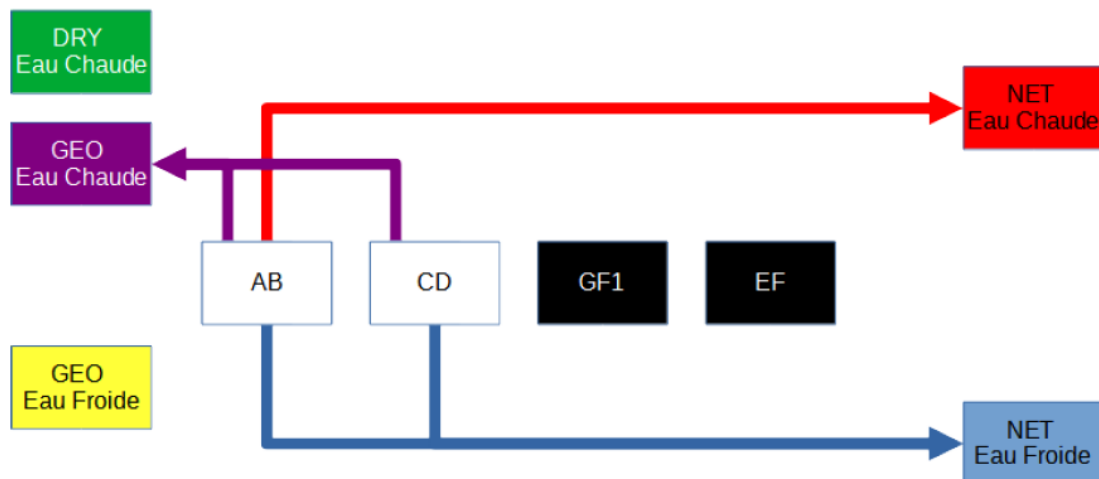 DRY
Eau Chaude
NET
Eau Chaude
GEO
Eau Chaude
AB
CD
GF1
EF
GEO
Eau Froide
NET
Eau Froide